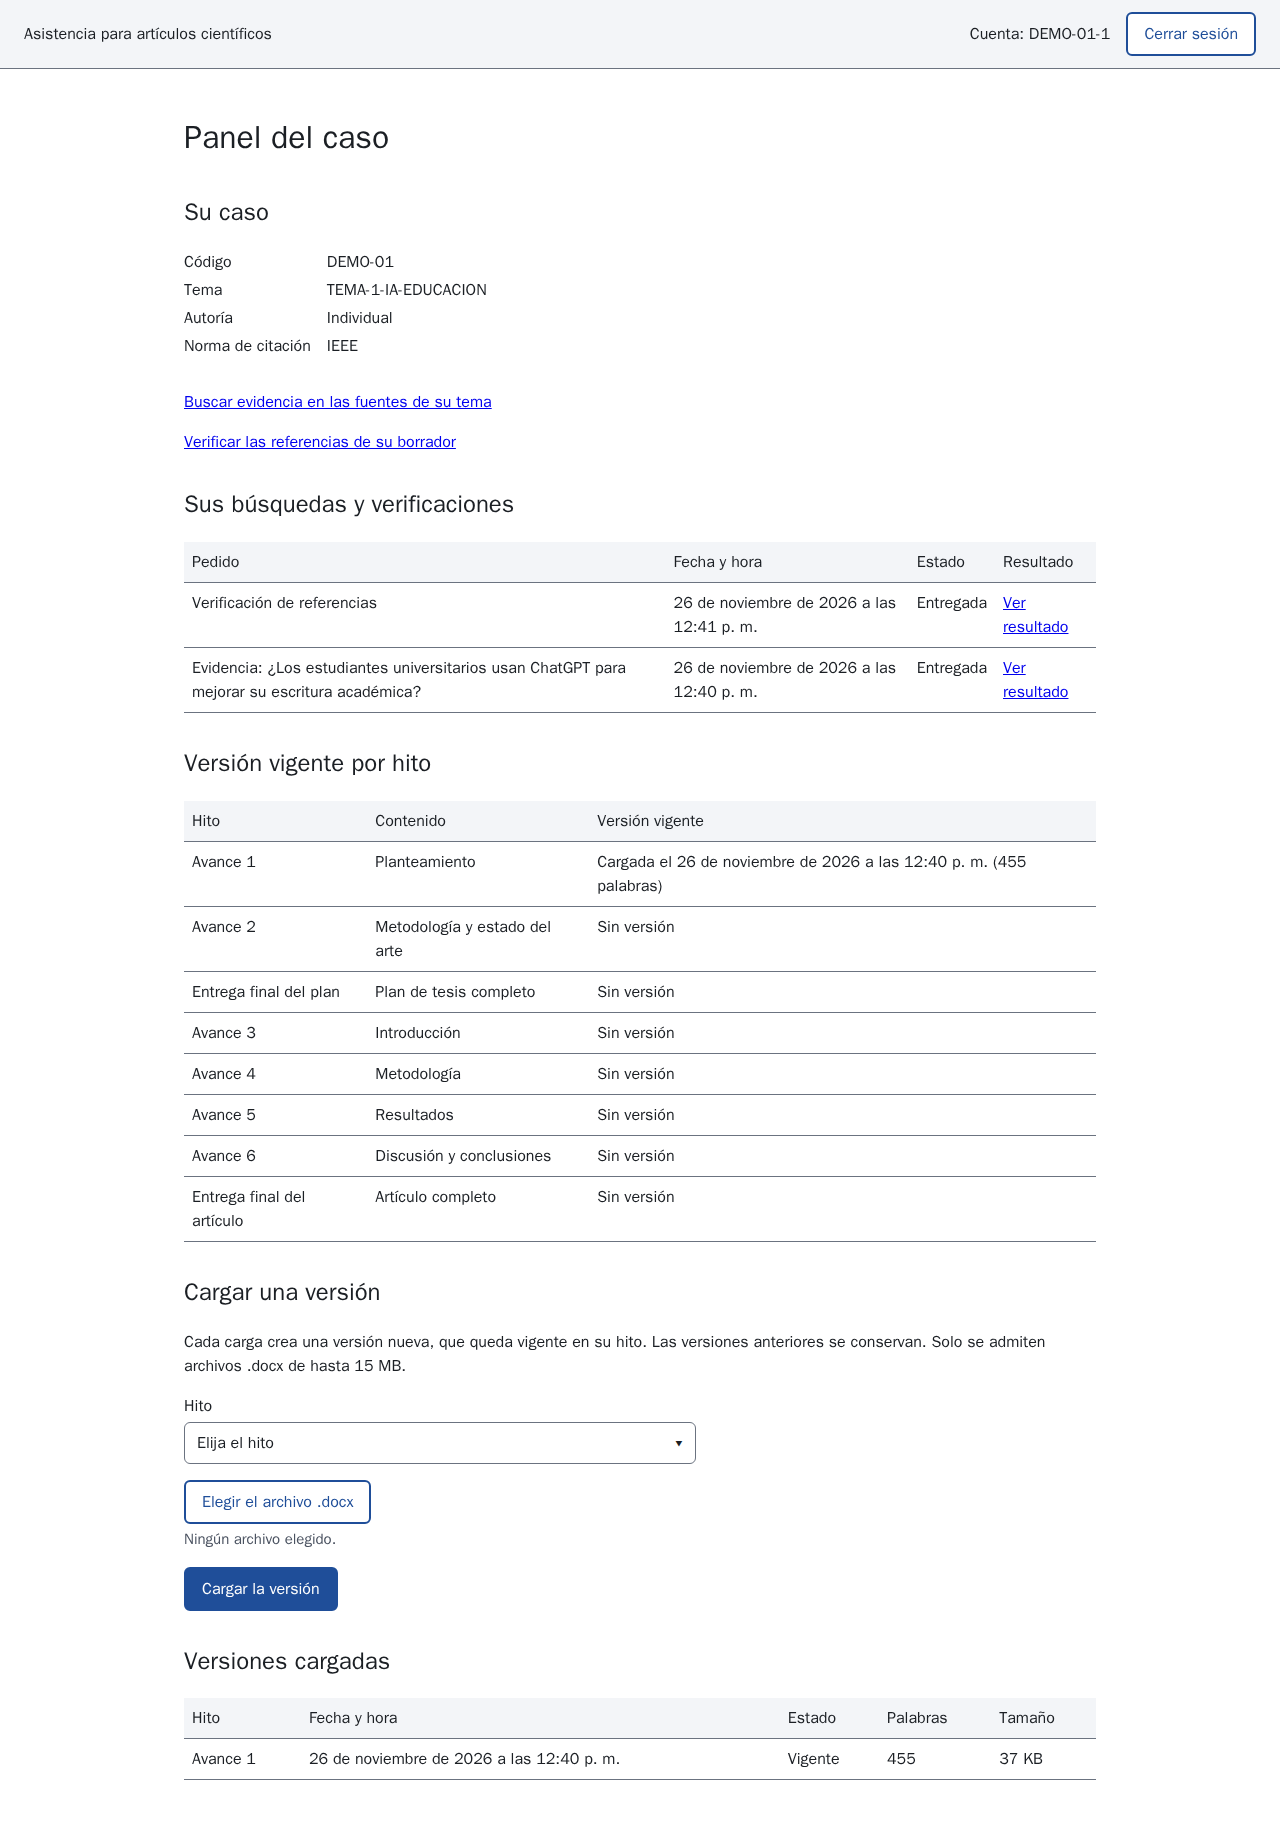 Asistencia para artículos científicos
Cuenta: DEMO-01-1
Cerrar sesión
Panel del caso
Su caso
Código DEMO-01
Tema TEMA-1-IA-EDUCACION
Autoría Individual
Norma de citación IEEE
Buscar evidencia en las fuentes de su tema
Verificar las referencias de su borrador
Sus búsquedas y verificaciones
Pedido Fecha y hora Estado Resultado
Verificación de referencias 26 de noviembre de 2026 a las Entregada Ver
12:41 p. m. resultado
Evidencia: ¿Los estudiantes universitarios usan ChatGPT para 26 de noviembre de 2026 a las Entregada Ver
mejorar su escritura académica? 12:40 p. m. resultado
Versión vigente por hito
Hito Contenido Versión vigente
Avance 1 Planteamiento Cargada el 26 de noviembre de 2026 a las 12:40 p. m. (455
palabras)
Avance 2 Metodología y estado del Sin versión
arte
Entrega final del plan Plan de tesis completo Sin versión
Avance 3 Introducción Sin versión
Avance 4 Metodología Sin versión
Avance 5 Resultados Sin versión
Avance 6 Discusión y conclusiones Sin versión
Entrega final del Artículo completo Sin versión
artículo
Cargar una versión
Cada carga crea una versión nueva, que queda vigente en su hito. Las versiones anteriores se conservan. Solo se admiten
archivos .docx de hasta 15 MB.
Hito
Elija el hito
Elegir el archivo .docx
Ningún archivo elegido.
Cargar la versión
Versiones cargadas
Hito Fecha y hora Estado Palabras Tamaño
Avance 1 26 de noviembre de 2026 a las 12:40 p. m. Vigente 455 37 KB